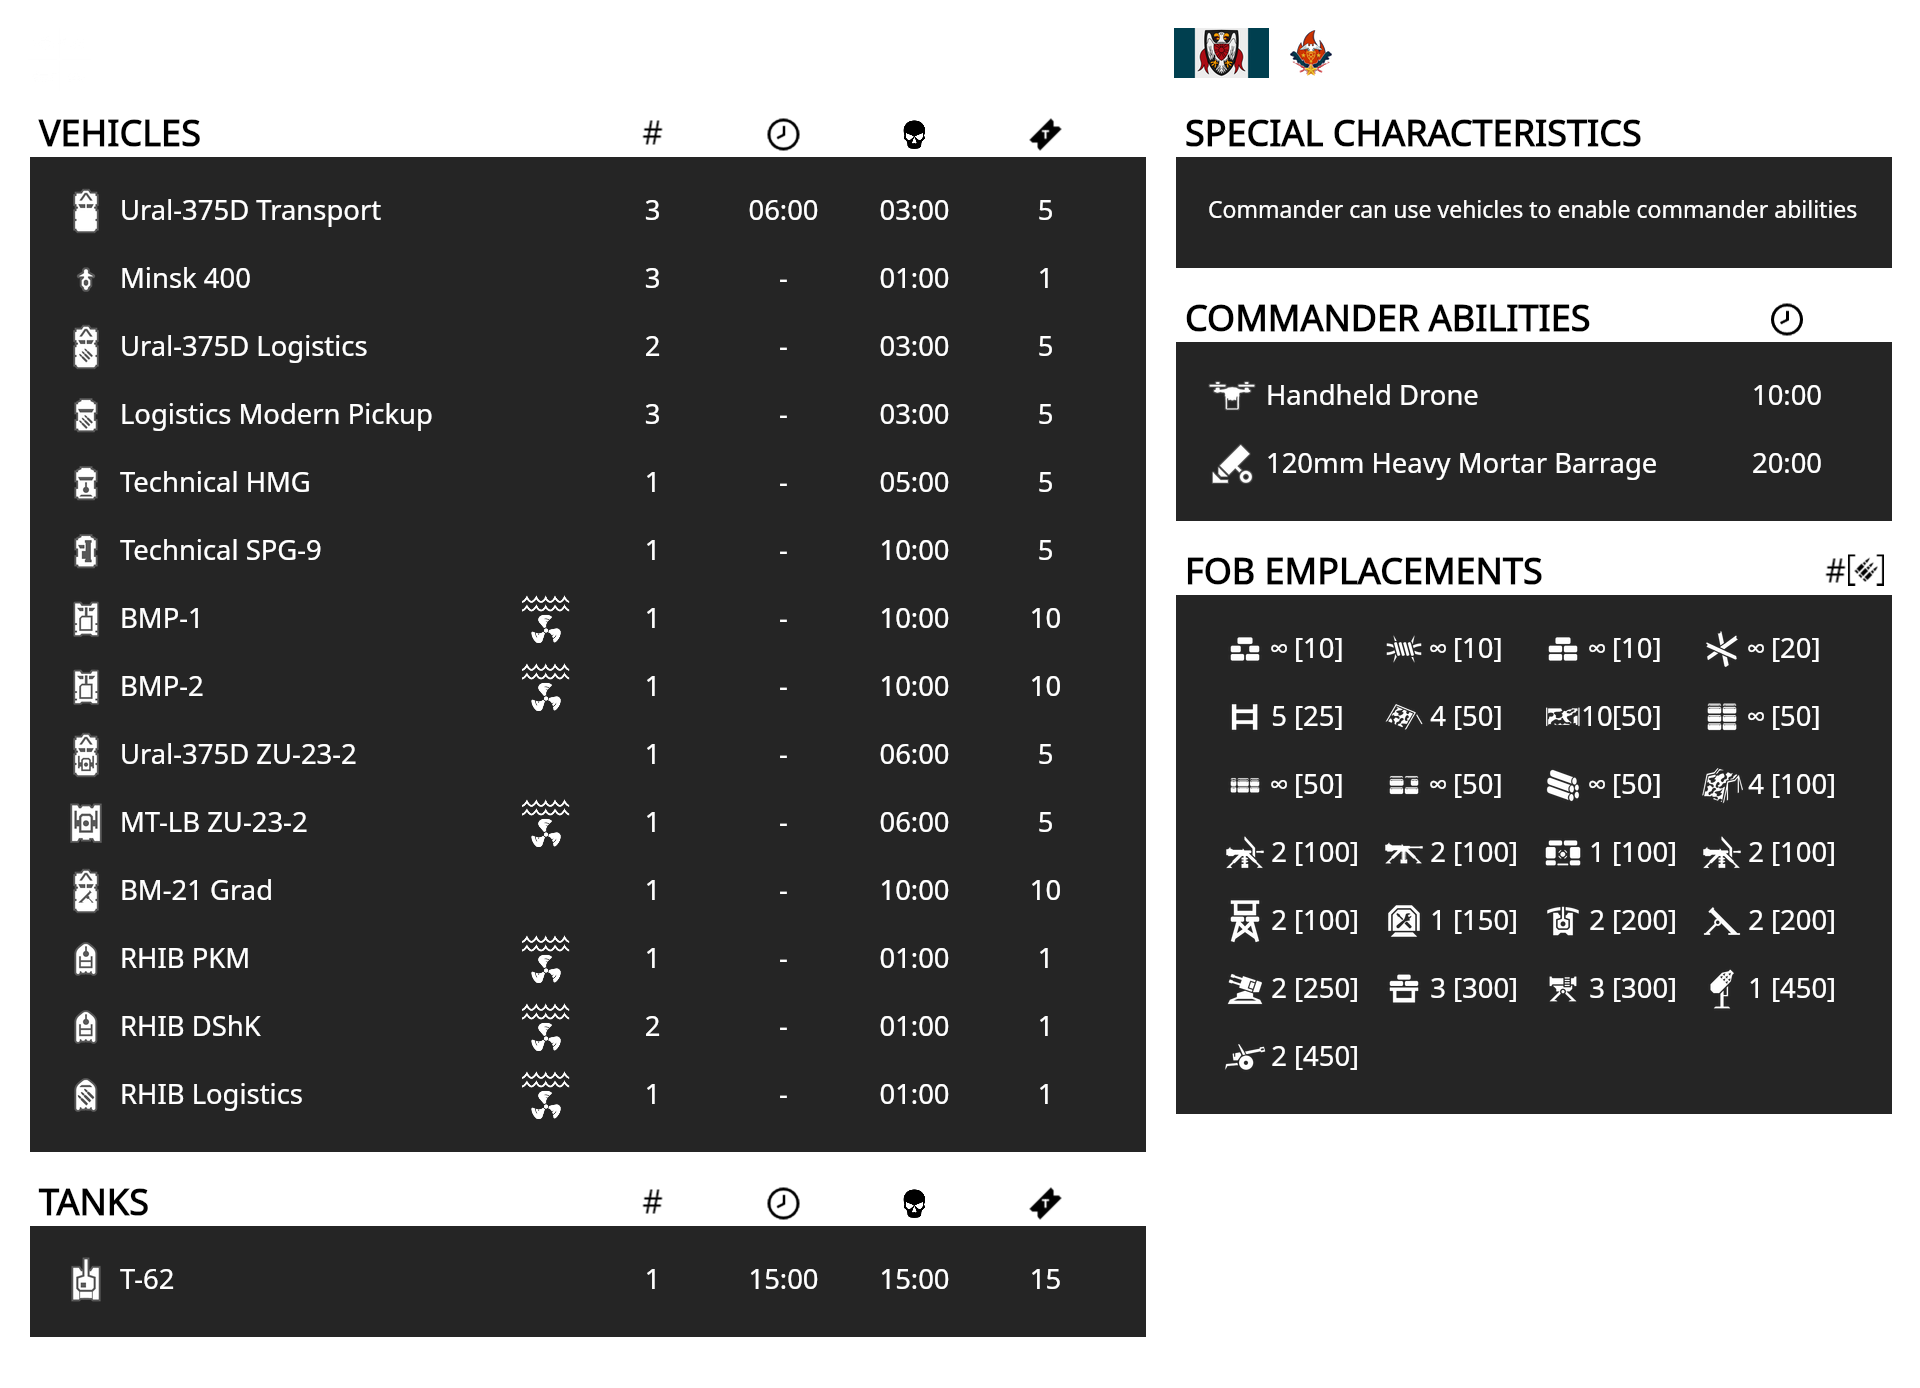 VEHICLES #
Ural-375D Transport 3 06:00 03:00 5
Minsk 400 3 - 01:00 1
Ural-375D Logistics 2 - 03:00 5
Logistics Modern Pickup 3 - 03:00 5
Technical HMG 1 - 05:00 5
Technical SPG-9 1 - 10:00 5
BMP-1 1 - 10:00 10
BMP-2 1 - 10:00 10
Ural-375D ZU-23-2 1 - 06:00 5
MT-LB ZU-23-2 1 - 06:00 5
BM-21 Grad 1 - 10:00 10
RHIB PKM 1 - 01:00 1
RHIB DShK 2 - 01:00 1
RHIB Logistics 1 - 01:00 1
TANKS #
T-62 1 15:00 15:00 15
SPECIAL CHARACTERISTICS
Commander can use vehicles to enable commander abilities
COMMANDER ABILITIES
Handheld Drone 10:00
120mm Heavy Mortar Barrage 20:00
FOB EMPLACEMENTS #[]
∞ [10] ∞ [10] ∞ [10] ∞ [20]
5 [25] 4 [50] 10[50] ∞ [50]
∞ [50] ∞ [50] ∞ [50] 4 [100]
2 [100] 2 [100] 1 [100] 2 [100]
2 [100] 1 [150] 2 [200] 2 [200]
2 [250] 3 [300] 3 [300] 1 [450]
2 [450]